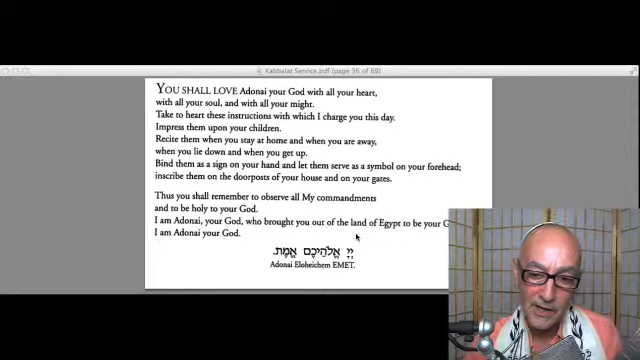 Kabbalat Service.pdf (page 36 of 69)
YOU SHALL LOVE Adonai your God with all your heart,
with all your soul, and with all your might.
Take to heart these instructions with which I charge you this day.
Impress them upon your children.
Recite them when you stay at home and when you are away,
when you lie down and when you get up.
Bind them as a sign on your hand and let them serve as a symbol on your forehead;
inscribe them on the doorposts of your house and on your gates.
Thus you shall remember to observe all My commandments
and to be holy to your God.
I am Adonai, your God, who brought you out of the land of Egypt to be your G
I am Adonai your God.
יְיָ אֱלֹהֵיכֶם אֱמֶת.
Adonai Eloheichem EMET.